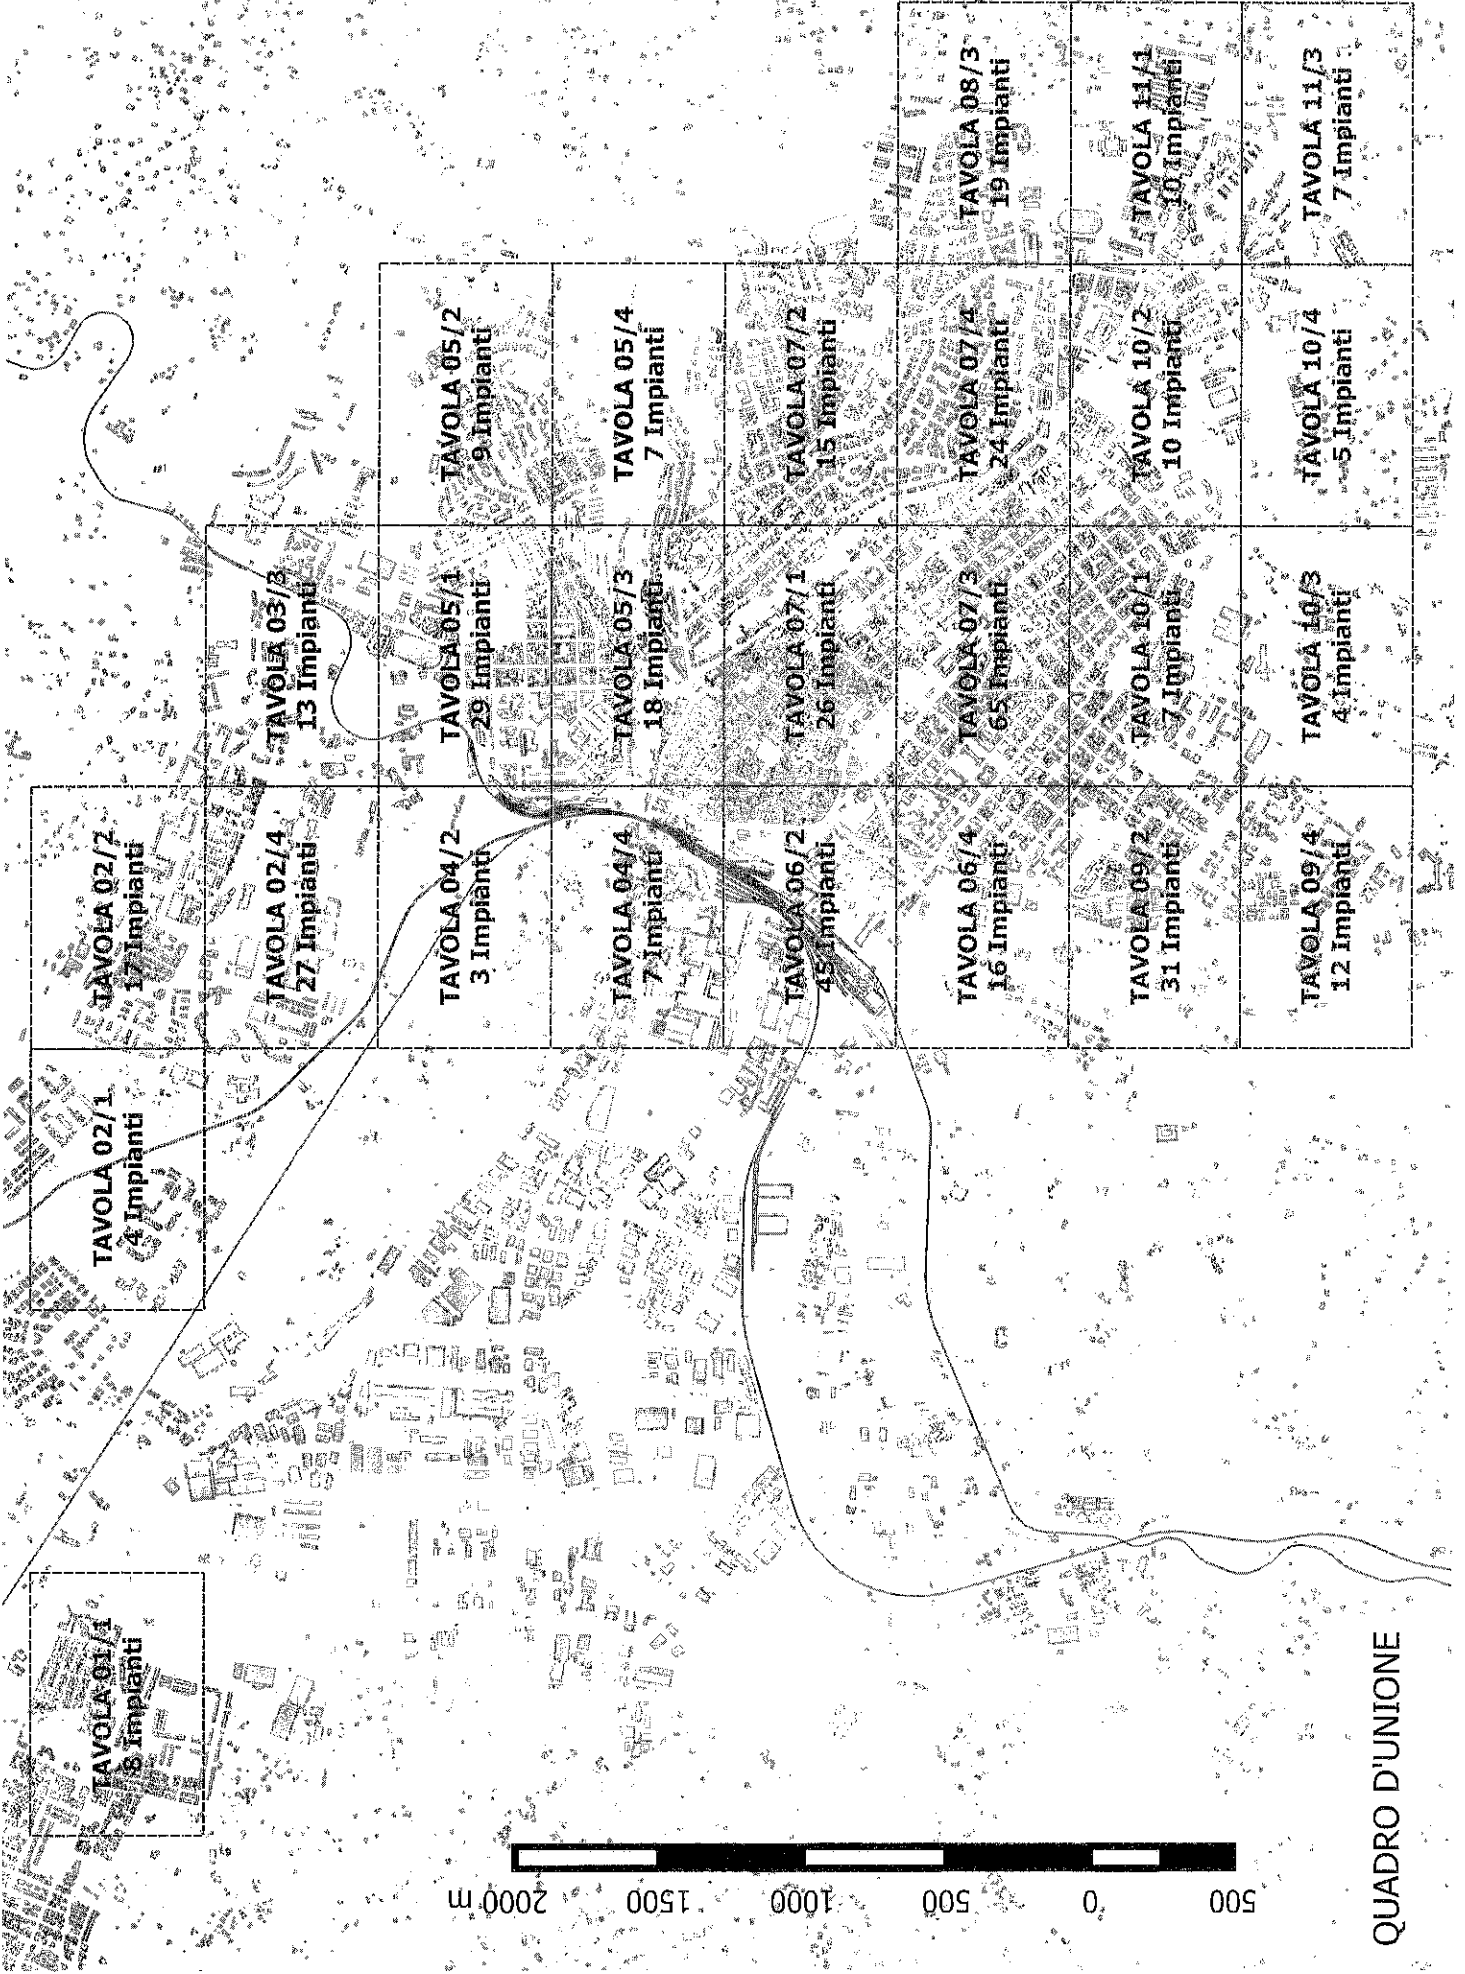 TAVOLA 01/1
8 Impianti
TAVOLA 02/1
4 Impianti
TAVOLA 02/2
17 Impianti
TAVOLA 02/4
27 Impianti
TAVOLA 03/3
13 Impianti
TAVOLA 04/2
3 Impianti
TAVOLA 05/1
29 Impianti
TAVOLA 05/2
9 Impianti
TAVOLA 04/4
7 Impianti
TAVOLA 05/3
18 Impianti
TAVOLA 05/4
7 Impianti
TAVOLA 06/2
45 Impianti
TAVOLA 07/1
26 Impianti
TAVOLA 07/2
15 Impianti
TAVOLA 06/4
16 Impianti
TAVOLA 07/3
65 Impianti
TAVOLA 07/4
24 Impianti
TAVOLA 08/3
19 Impianti
TAVOLA 09/2
31 Impianti
TAVOLA 10/1
7 Impianti
TAVOLA 10/2
10 Impianti
TAVOLA 11/1
10 Impianti
TAVOLA 09/4
12 Impianti
TAVOLA 10/3
4 Impianti
TAVOLA 10/4
5 Impianti
TAVOLA 11/3
7 Impianti
500 0 500 1000 1500 2000 m
QUADRO D'UNIONE